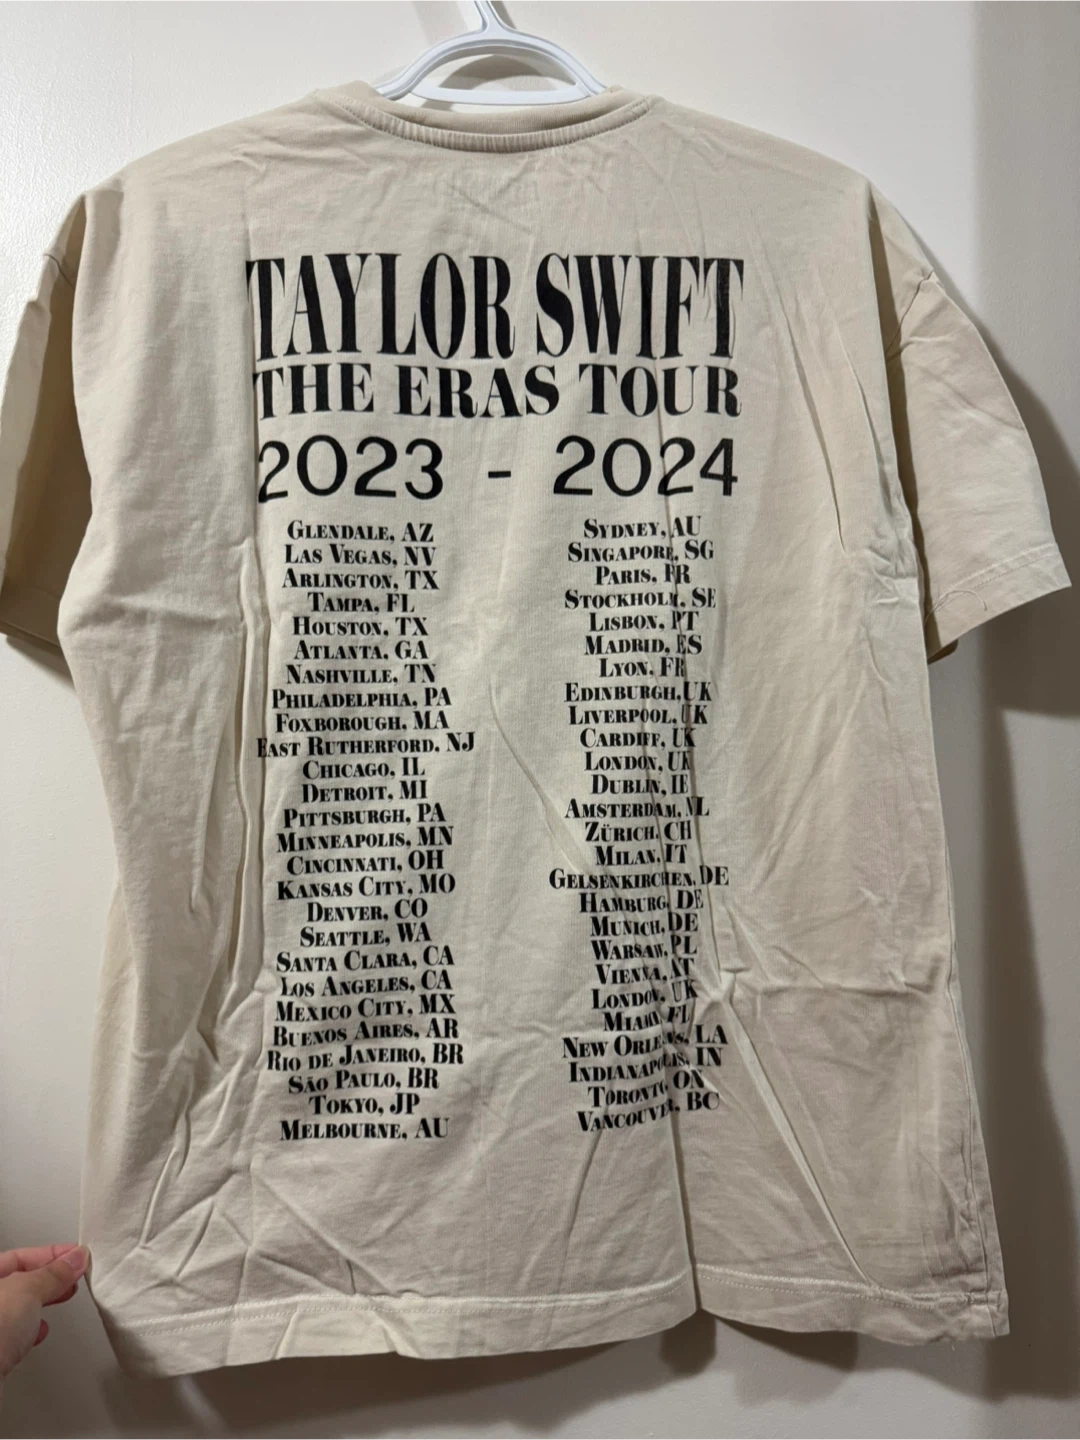 TAYLOR SWIFT
THE ERAS TOUR
2023 - 2024
GLENDALE, AZ
LAS VEGAS, NV
ARLINGTON, TX
TAMPA, FL
HOUSTON, TX
ATLANTA, GA
NASHVILLE, TN
PHILADELPHIA, PA
FOXBOROUGH, MA
EAST RUTHERFORD, NJ
CHICAGO, IL
DETROIT, MI
PITTSBURGH, PA
MINNEAPOLIS, MN
CINCINNATI, OH
KANSAS CITY, MO
DENVER, CO
SEATTLE, WA
SANTA CLARA, CA
LOS ANGELES, CA
MEXICO CITY, MX
BUENOS AIRES, AR
RIO DE JANEIRO, BR
SÃO PAULO, BR
TOKYO, JP
MELBOURNE, AU
SYDNEY, AU
SINGAPORE, SG
PARIS, FR
STOCKHOLM, SE
LISBON, PT
MADRID, ES
LYON, FR
EDINBURGH, UK
LIVERPOOL, UK
CARDIFF, UK
LONDON, UK
DUBLIN, IE
AMSTERDAM, NL
ZÜRICH, CH
MILAN, IT
GELSENKIRCHEN, DE
HAMBURG, DE
MUNICH, DE
WARSAW, PL
VIENNA, AT
LONDON, UK
MIAMI, FL
NEW ORLEANS, LA
INDIANAPOLIS, IN
TORONTO, ON
VANCOUVER, BC